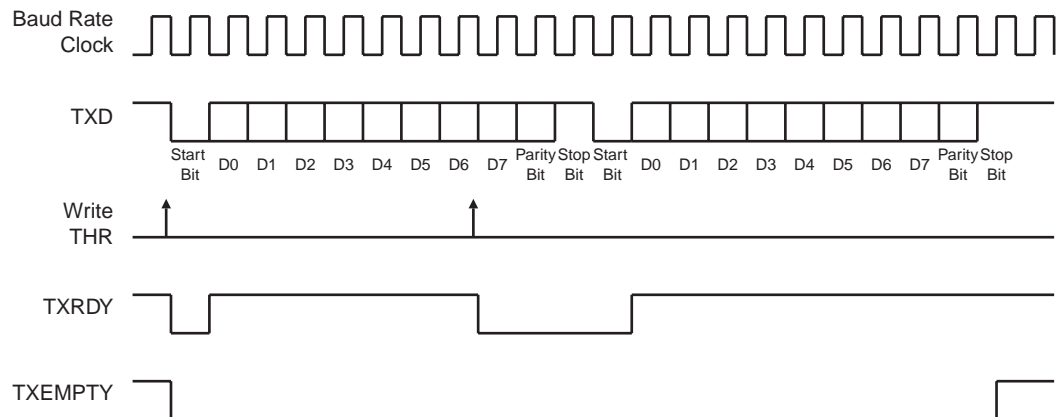 Baud Rate
Clock
TXD
Start Bit D0 D1 D2 D3 D4 D5 D6 D7 Parity Bit Stop Bit Start Bit D0 D1 D2 D3 D4 D5 D6 D7 Parity Bit Stop Bit
Write
THR
TXRDY
TXEMPTY